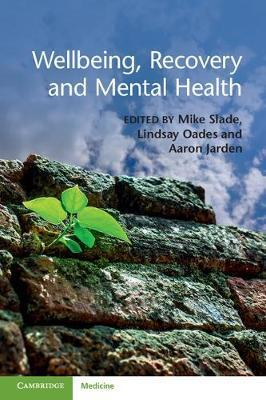 Wellbeing, Recovery
and Mental Health
EDITED BY Mike Slade,
Lindsay Oades and
Aaron Jarden
CAMBRIDGE Medicine